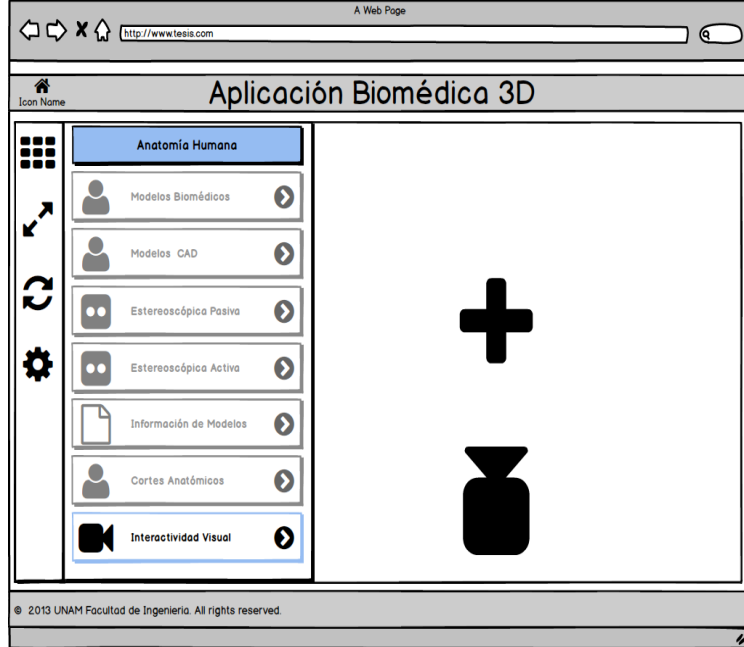 A Web Page
http://www.tesis.com
Icon Name
Aplicación Biomédica 3D
Anatomía Humana
Modelos Biomédicos
Modelos CAD
Estereoscópica Pasiva
Estereoscópica Activa
Información de Modelos
Cortes Anatómicos
Interactividad Visual
© 2013 UNAM Facultad de Ingenieria. All rights reserved.